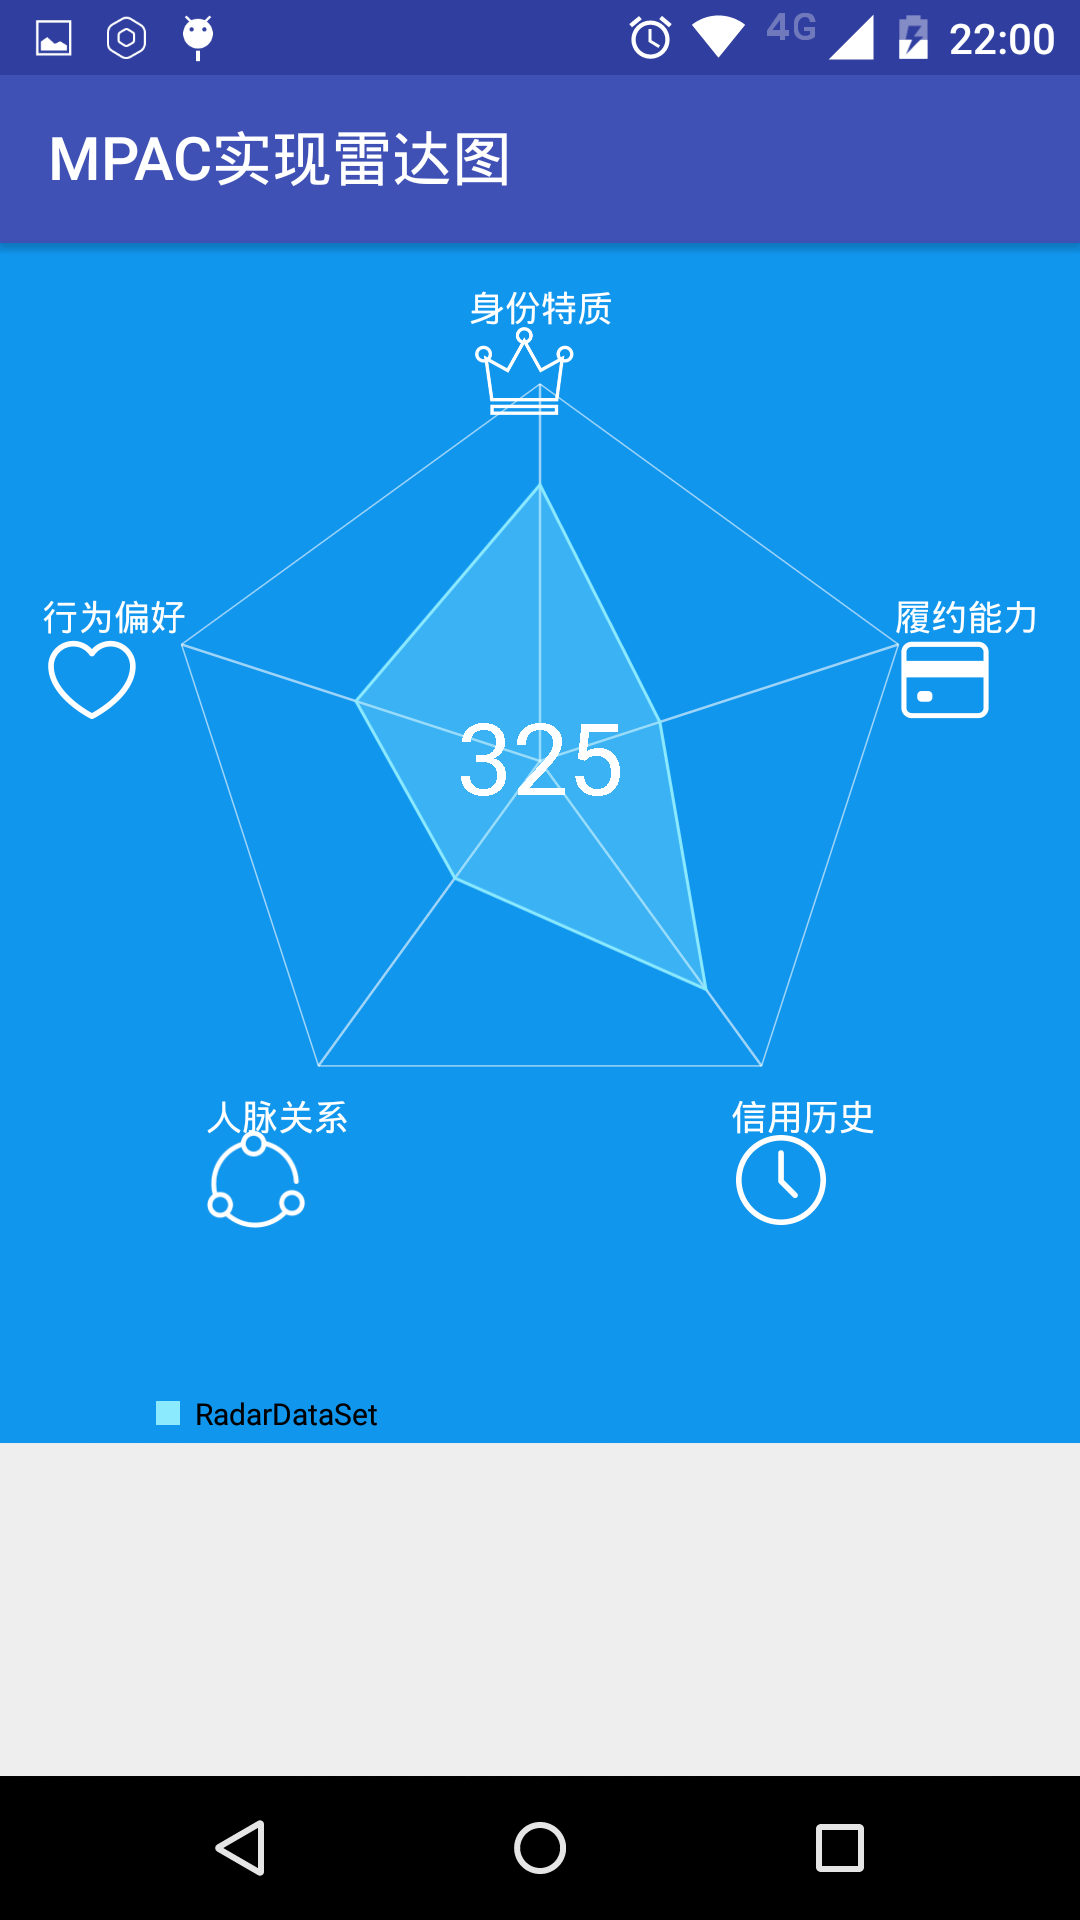 4G 22:00
MPAC实现雷达图
身份特质
行为偏好
履约能力
325
人脉关系
信用历史
RadarDataSet